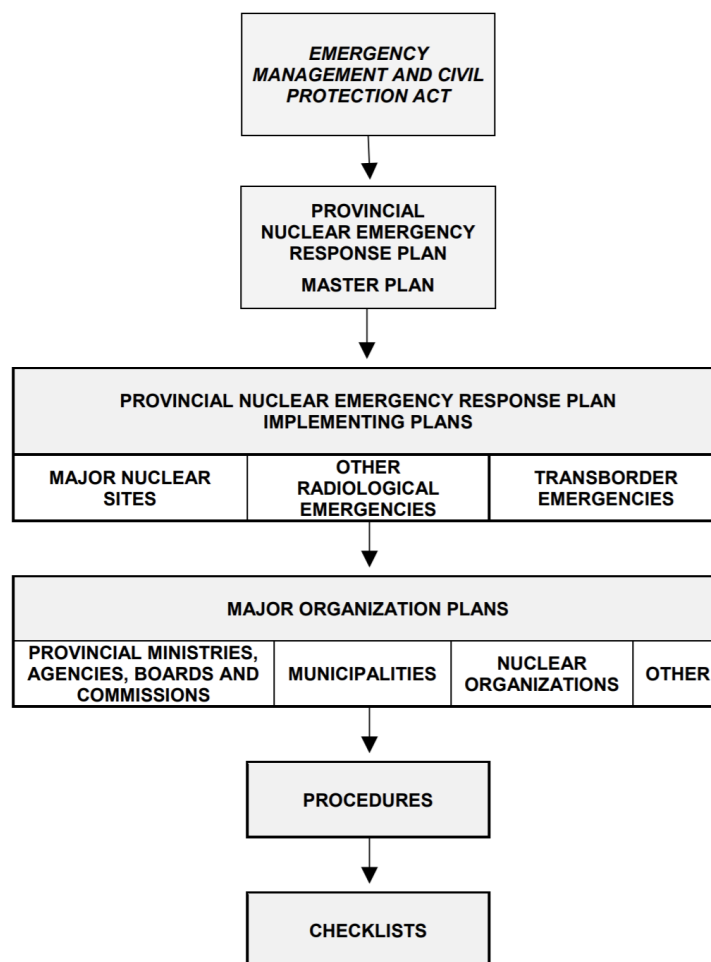 EMERGENCY
MANAGEMENT AND CIVIL
PROTECTION ACT
PROVINCIAL
NUCLEAR EMERGENCY
RESPONSE PLAN
MASTER PLAN
PROVINCIAL NUCLEAR EMERGENCY RESPONSE PLAN
IMPLEMENTING PLANS
MAJOR NUCLEAR
SITES
OTHER
RADIOLOGICAL
EMERGENCIES
TRANSBORDER
EMERGENCIES
MAJOR ORGANIZATION PLANS
PROVINCIAL MINISTRIES,
AGENCIES, BOARDS AND
COMMISSIONS
MUNICIPALITIES
NUCLEAR
ORGANIZATIONS
OTHER
PROCEDURES
CHECKLISTS